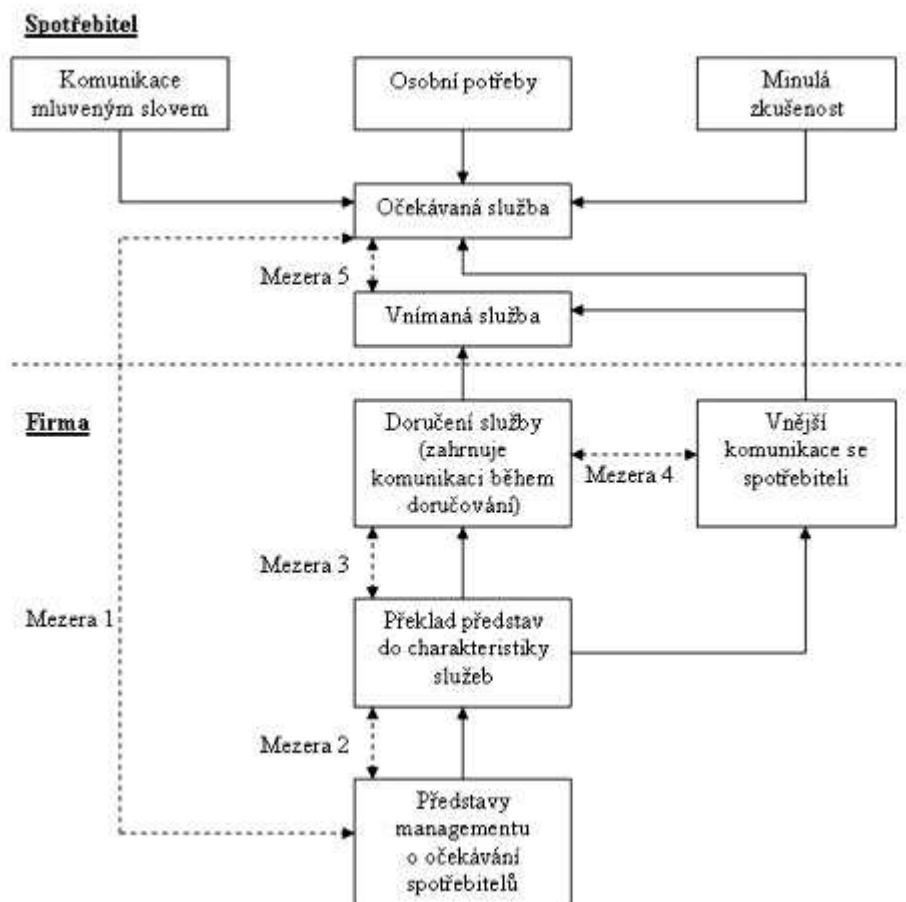 Spotřebitel
Komunikace
mluveným slovem
Osobní potřeby
Minulá
zkušenost
Očekávaná služba
Mezera 5
Vnímaná služba
Firma
Doručení služby
(zahrnuje
komunikaci během
doručování)
Mezera 4
Vnější
komunikace se
spotřebiteli
Mezera 3
Mezera 1
Překlad představ
do charakteristiky
služeb
Mezera 2
Představy
managementu
o očekávání
spotřebitelů